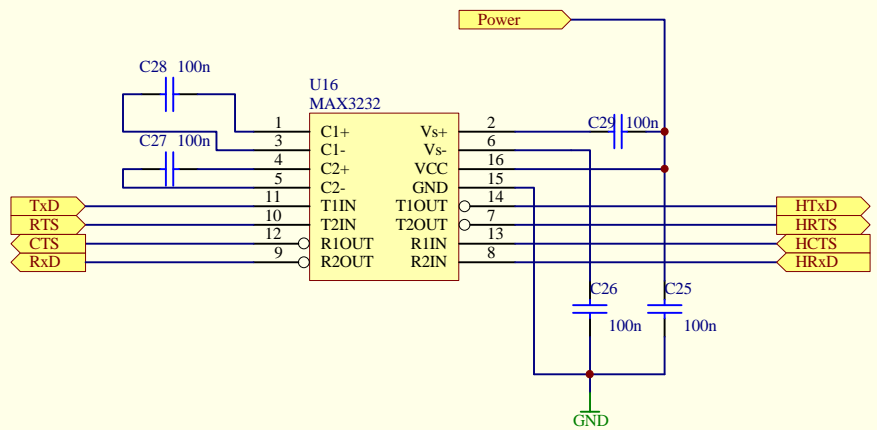 Power
C28 100n
U16
MAX3232
1 C1+ Vs+ 2 C29 100n
3 C1- Vs- 6
C27 100n
4 C2+ VCC 16
5 C2- GND 15
TxD 11 T1IN T1OUT 14 HTxD
RTS 10 T2IN T2OUT 7 HRTS
CTS 12 R1OUT R1IN 13 HCTS
RxD 9 R2OUT R2IN 8 HRxD
C26 C25
100n 100n
GND